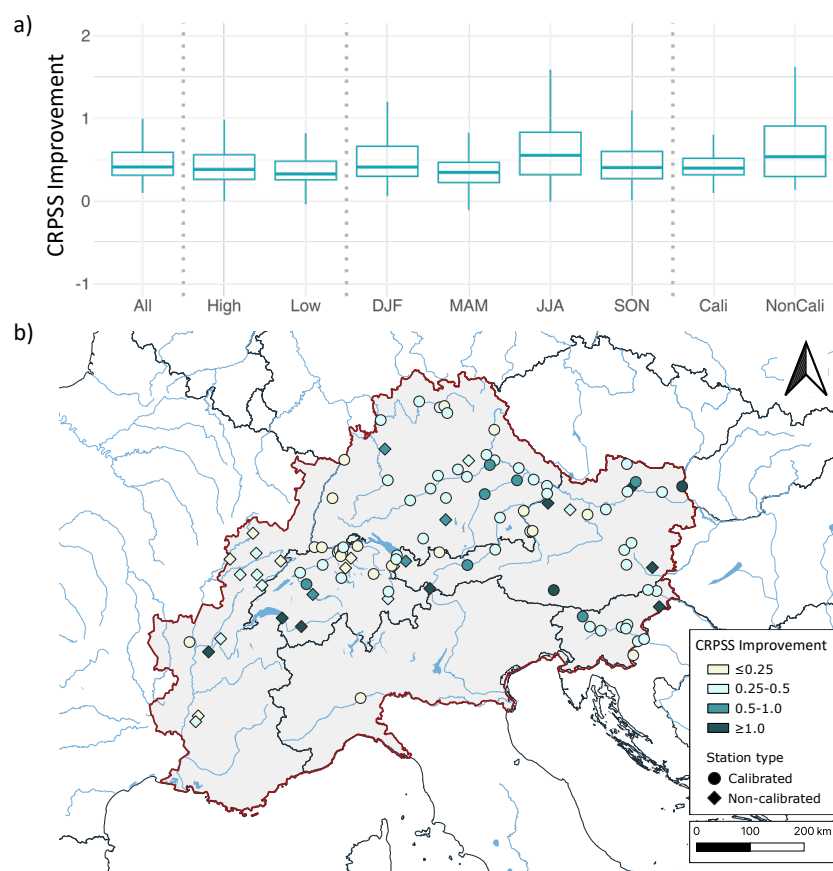 a)
2
1
0
-1
CRPSS Improvement
All High Low DJF MAM JJA SON Cali NonCali
b)
CRPSS Improvement
≤0.25
0.25-0.5
0.5-1.0
≥1.0
Station type
Calibrated
Non-calibrated
0 100 200 km